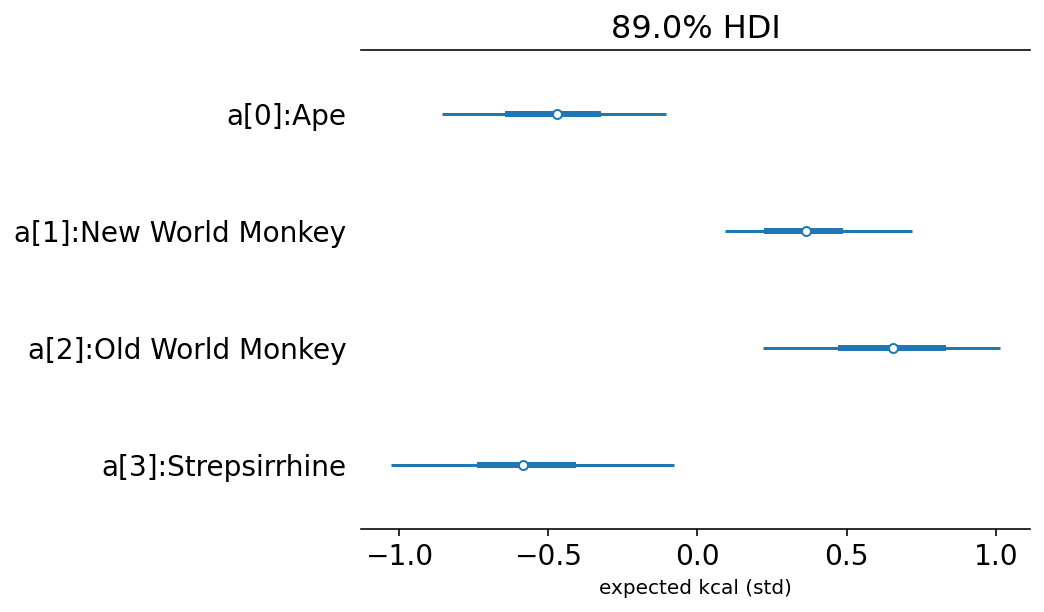 89.0% HDI
a[0]:Ape
a[1]:New World Monkey
a[2]:Old World Monkey
a[3]:Strepsirrhine
−1.0 −0.5 0.0 0.5 1.0
expected kcal (std)